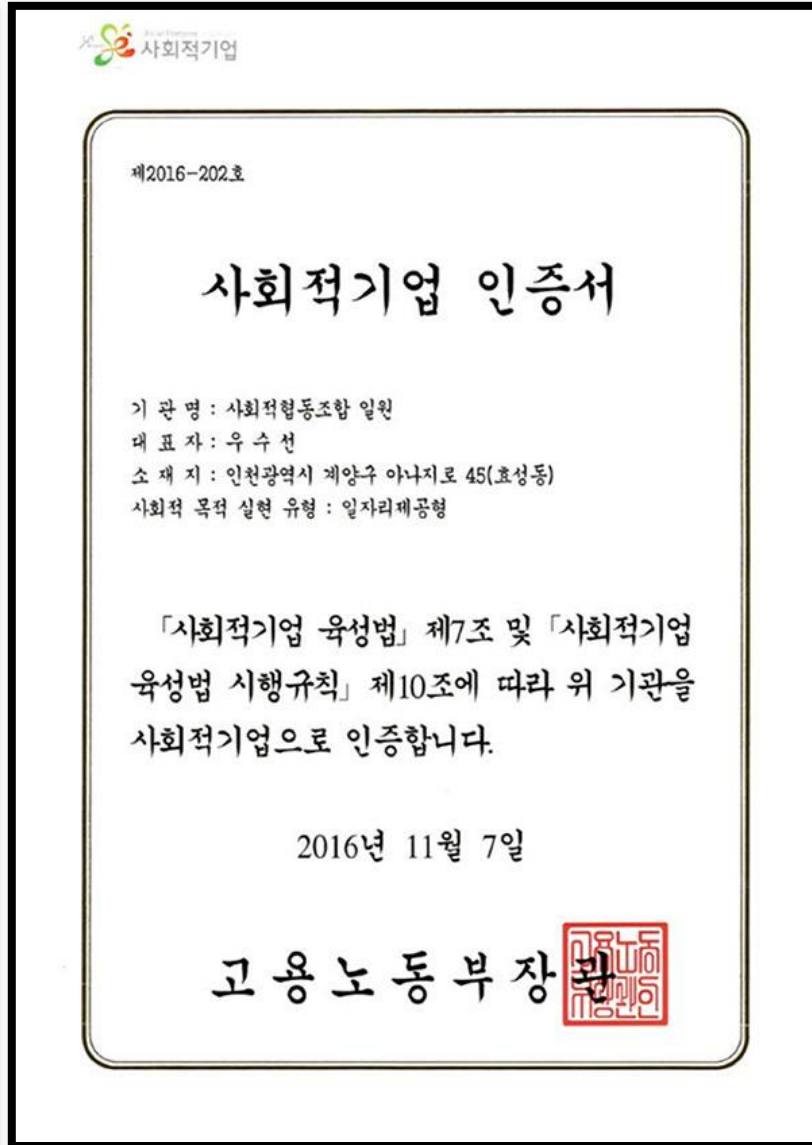 사회적기업
제2016-202호
사회적기업 인증서
기 관 명 : 사회적협동조합 일원
대 표 자 : 우 수 선
소 재 지 : 인천광역시 계양구 아나지로 45(효성동)
사회적 목적 실현 유형 : 일자리제공형
「사회적기업 육성법」 제7조 및 「사회적기업
육성법 시행규칙」 제10조에 따라 위 기관을
사회적기업으로 인증합니다.
2016년 11월 7일
고용노동부장관